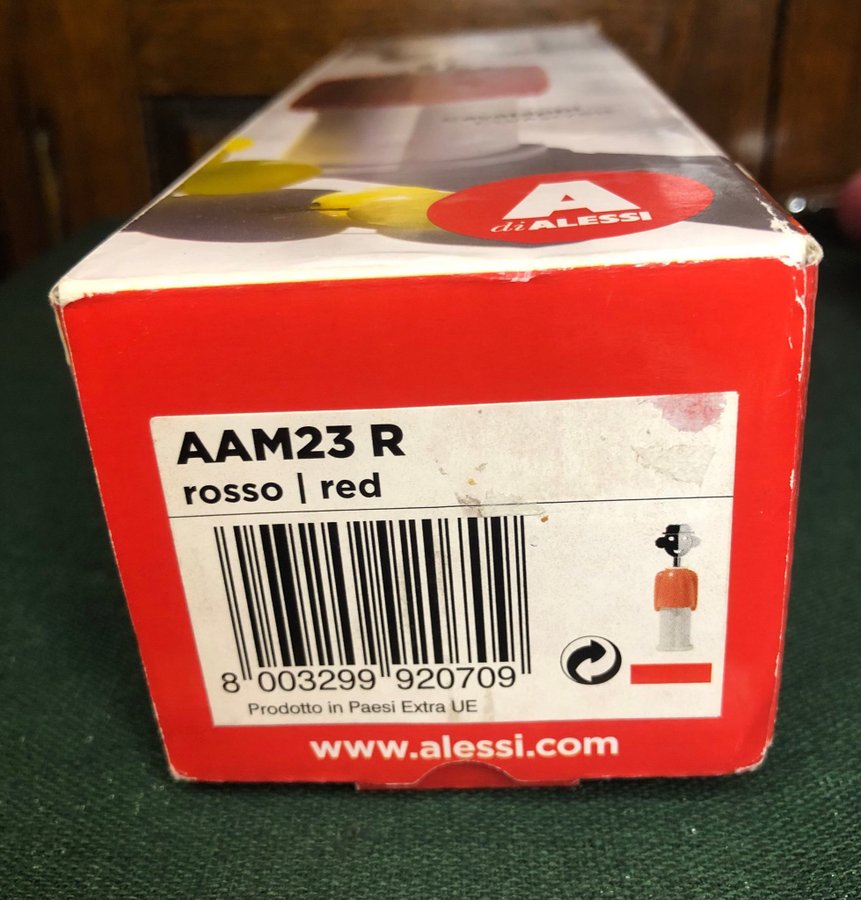 A
di ALESSI
AAM23 R
rosso | red
8 003299 920709
Prodotto in Paesi Extra UE
www.alessi.com